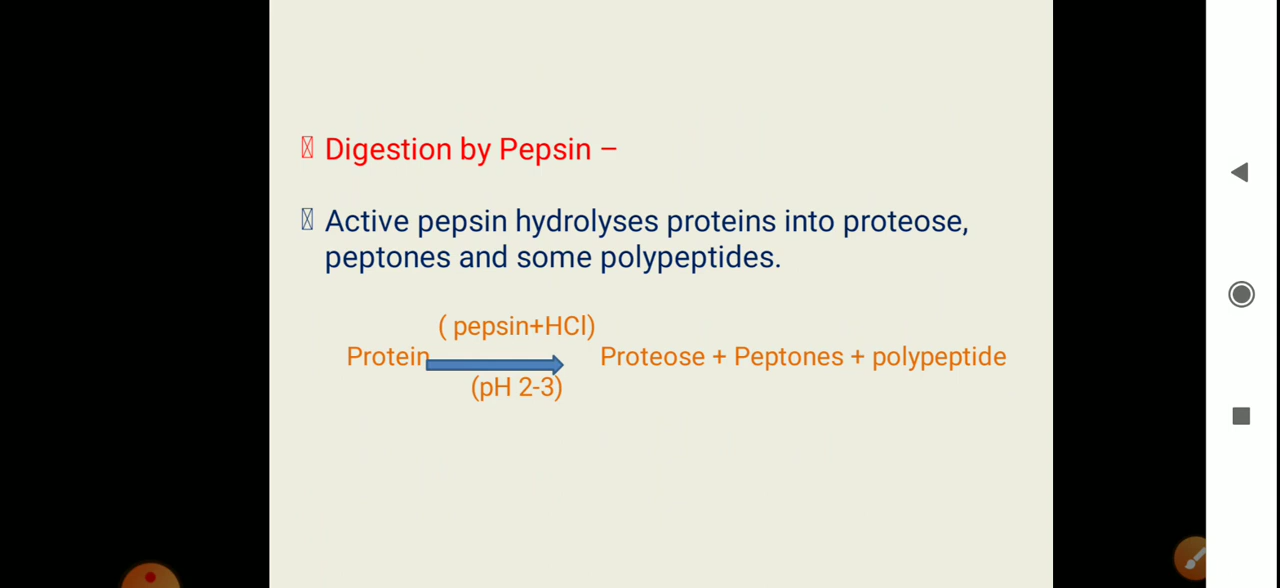 Digestion by Pepsin –
Active pepsin hydrolyses proteins into proteose,
peptones and some polypeptides.
( pepsin+HCl)
Protein Proteose + Peptones + polypeptide
(pH 2-3)